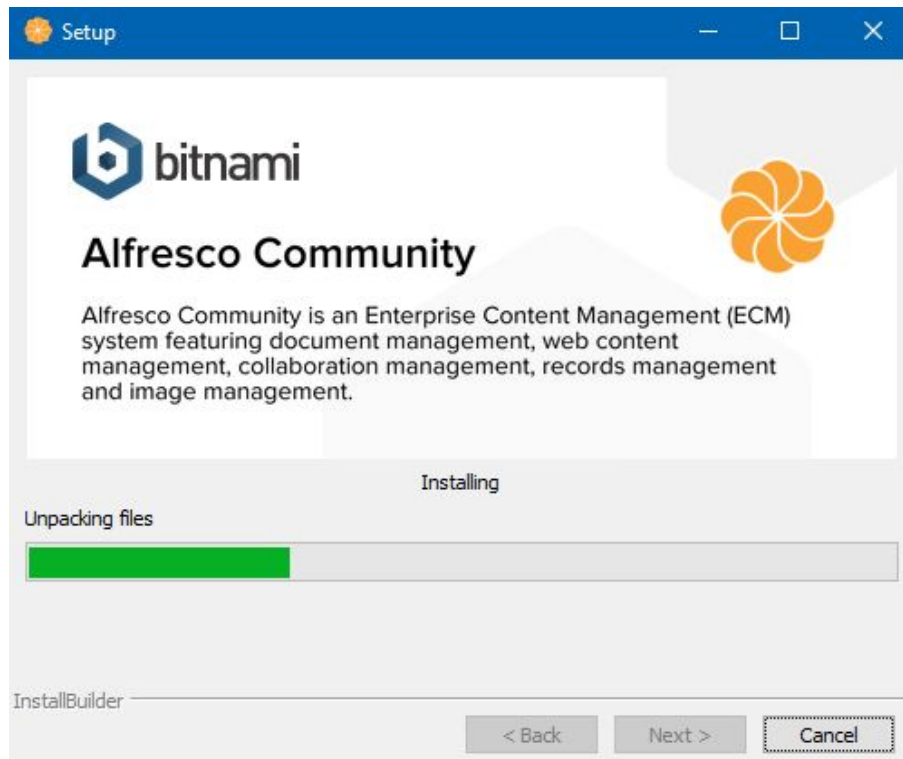 Setup
bitnami
Alfresco Community
Alfresco Community is an Enterprise Content Management (ECM)
system featuring document management, web content
management, collaboration management, records management
and image management.
Installing
Unpacking files
InstallBuilder
< Back Next > Cancel